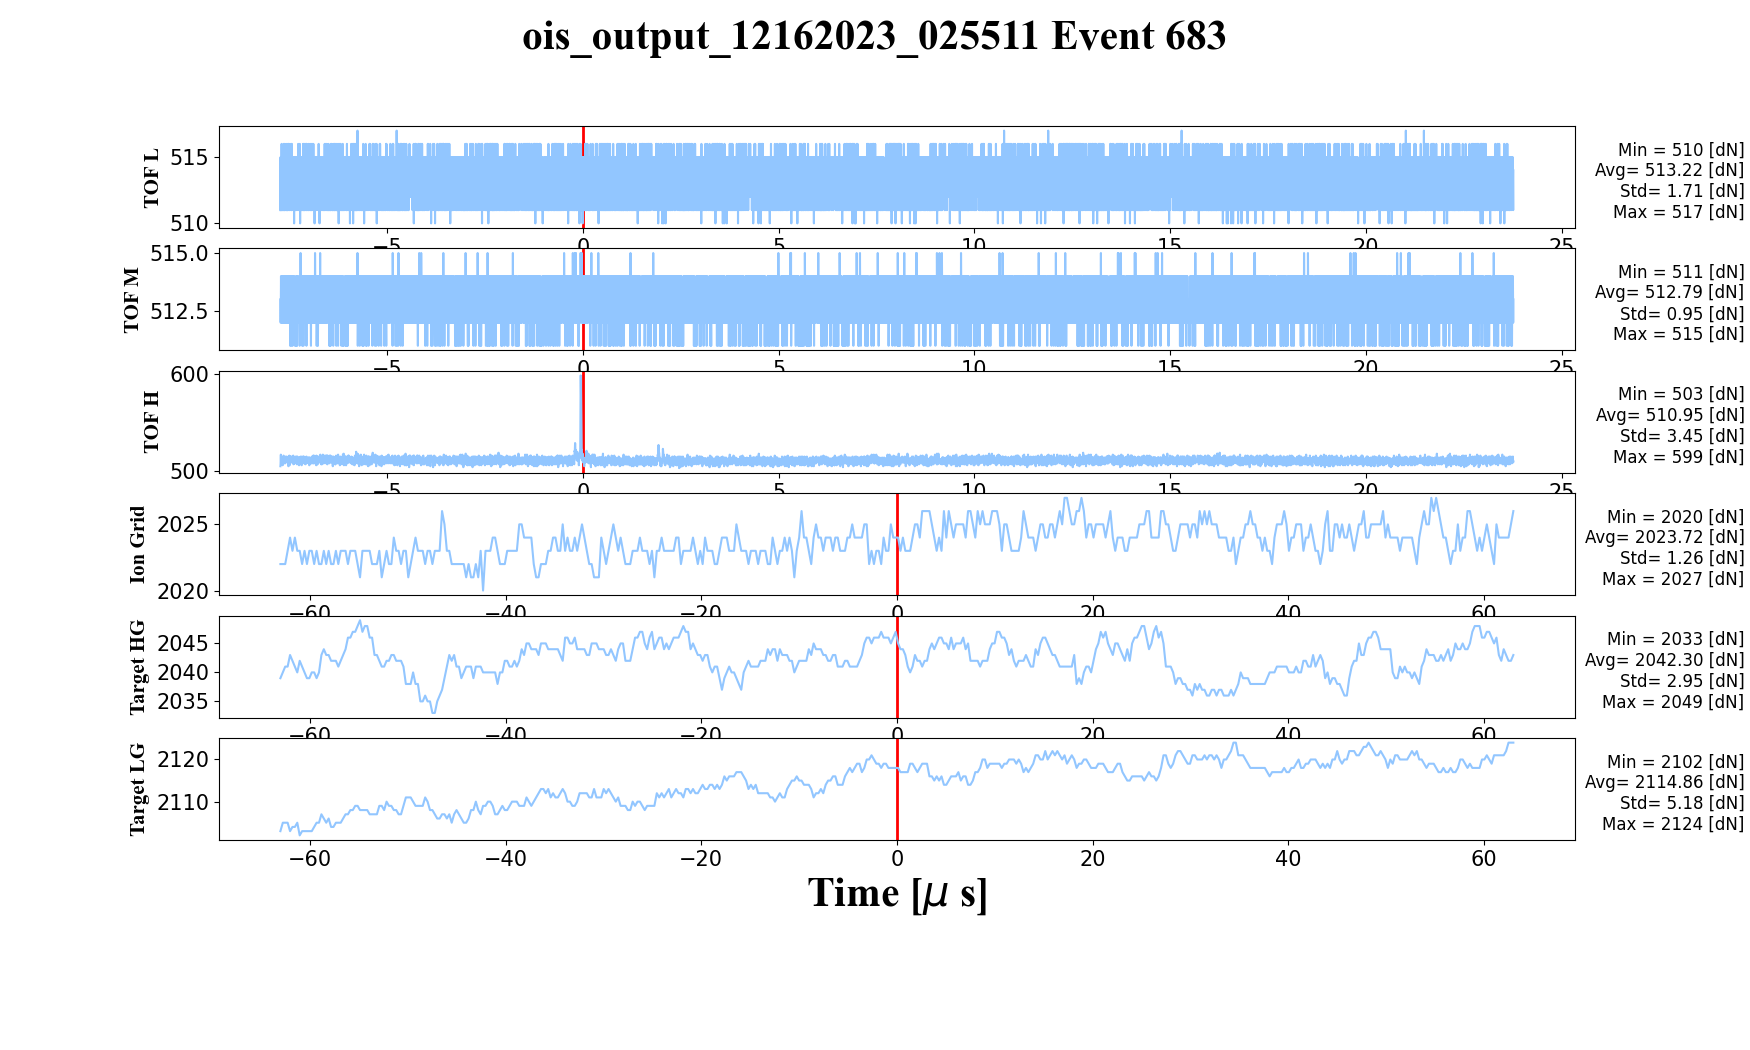 ois_output_12162023_025511 Event 683
TOF L
515
510
−5 0 5 10 15 20 25
Min = 510 [dN]
Avg= 513.22 [dN]
Std= 1.71 [dN]
Max = 517 [dN]
TOF M
515.0
512.5
−5 0 5 10 15 20 25
Min = 511 [dN]
Avg= 512.79 [dN]
Std= 0.95 [dN]
Max = 515 [dN]
TOF H
600
500
−5 0 5 10 15 20 25
Min = 503 [dN]
Avg= 510.95 [dN]
Std= 3.45 [dN]
Max = 599 [dN]
Ion Grid
2025
2020
−60 −40 −20 0 20 40 60
Min = 2020 [dN]
Avg= 2023.72 [dN]
Std= 1.26 [dN]
Max = 2027 [dN]
Target HG
2045
2040
2035
−60 −40 −20 0 20 40 60
Min = 2033 [dN]
Avg= 2042.30 [dN]
Std= 2.95 [dN]
Max = 2049 [dN]
Target LG
2120
2110
−60 −40 −20 0 20 40 60
Min = 2102 [dN]
Avg= 2114.86 [dN]
Std= 5.18 [dN]
Max = 2124 [dN]
Time [μ s]